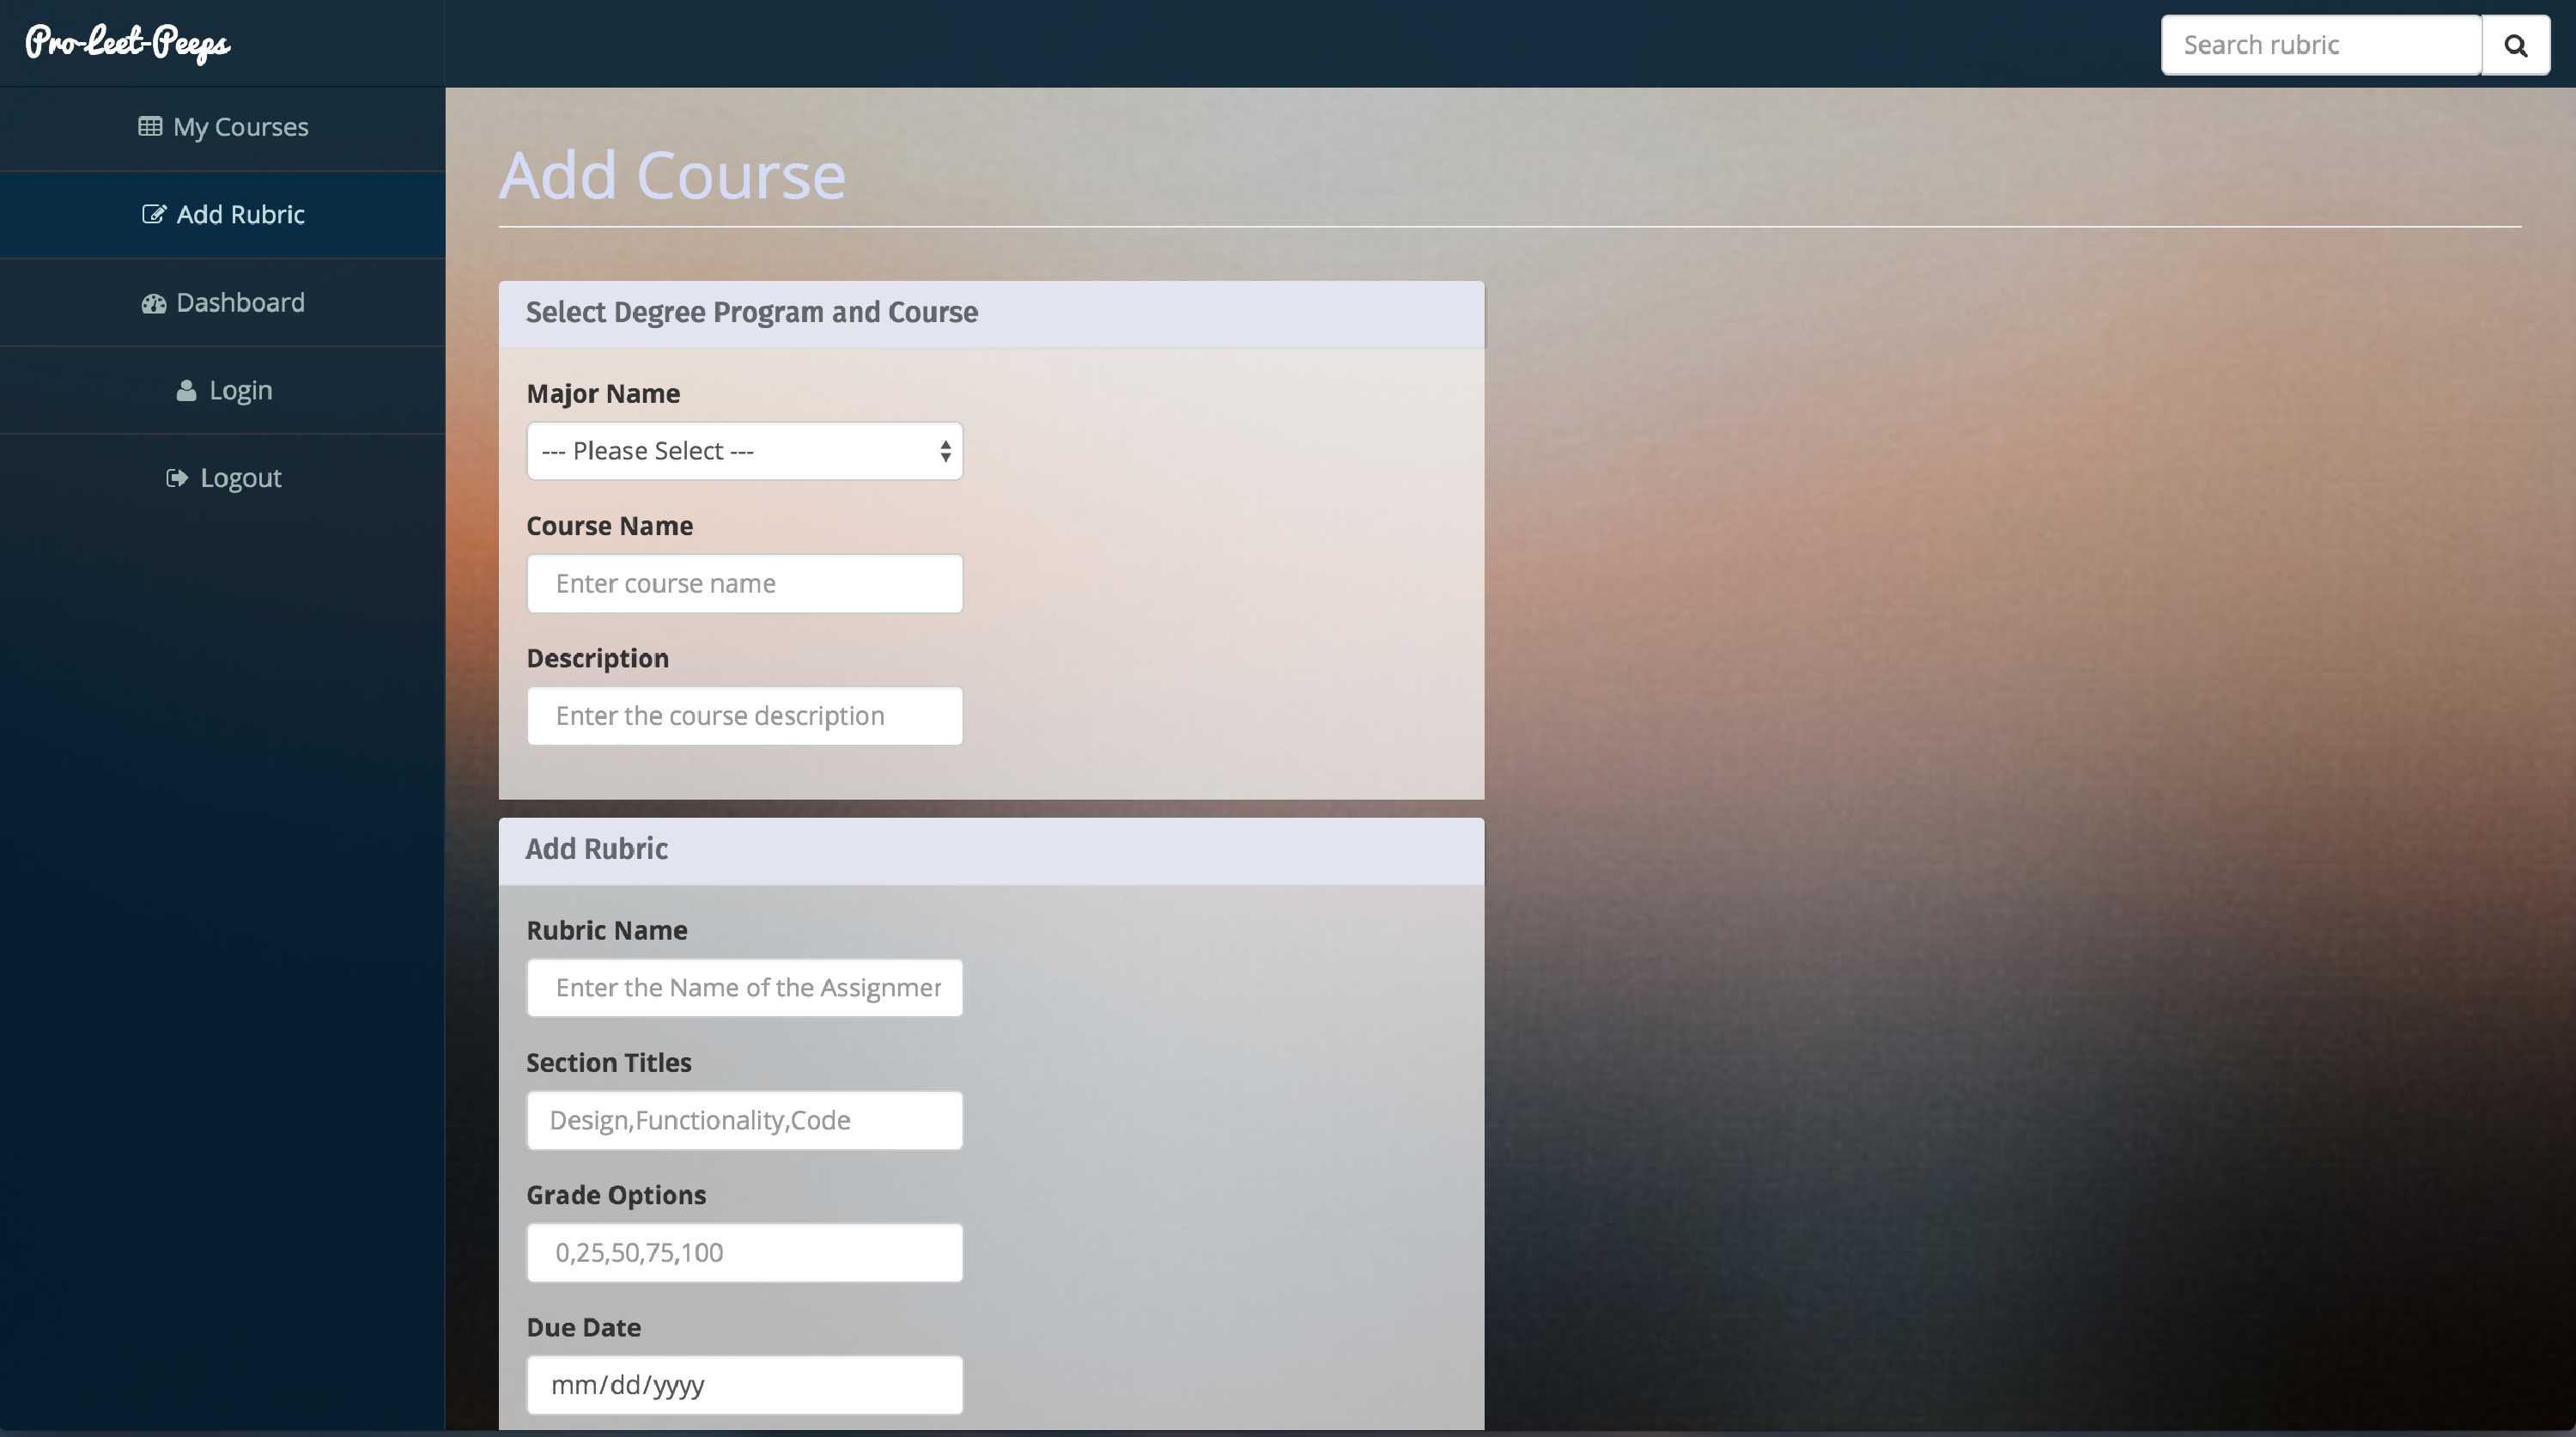 Pro-Leet-Peeps
Search rubric
My Courses
Add Rubric
Dashboard
Login
Logout
Add Course
Select Degree Program and Course
Major Name
--- Please Select ---
Course Name
Enter course name
Description
Enter the course description
Add Rubric
Rubric Name
Enter the Name of the Assignmer
Section Titles
Design,Functionality,Code
Grade Options
0,25,50,75,100
Due Date
mm/dd/yyyy